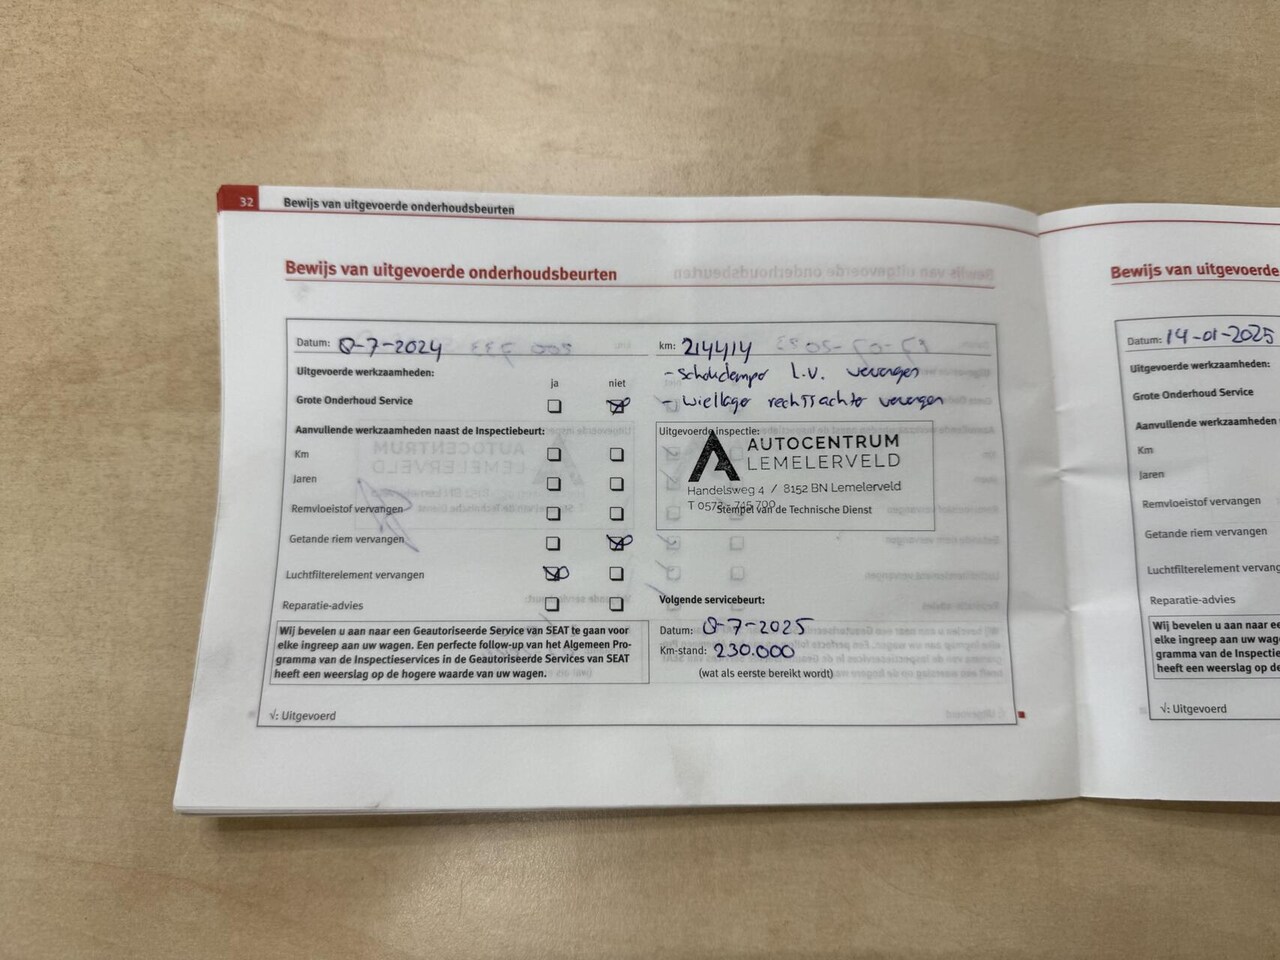 32 Bewijs van uitgevoerde onderhoudsbeurten
Bewijs van uitgevoerde onderhoudsbeurten
Datum: 8-7-2024
km: 214414
- schokdemper l.v. vervangen
- wiellager rechtsachter vervangen
Uitgevoerde werkzaamheden:
ja niet
Grote Onderhoud Service
Aanvullende werkzaamheden naast de Inspectiebeurt:
Km
Jaren
Remvloeistof vervangen
Getande riem vervangen
Luchtfilterelement vervangen
Reparatie-advies
Uitgevoerde inspectie:
AUTOCENTRUM
LEMELERVELD
Handelsweg 4 / 8152 BN Lemelerveld
T 0572 - 745 700
Stempel van de Technische Dienst
Volgende servicebeurt:
Datum: 8-7-2025
Km-stand: 230.000
(wat als eerste bereikt wordt)
Wij bevelen u aan naar een Geautoriseerde Service van SEAT te gaan voor
elke ingreep aan uw wagen. Een perfecte follow-up van het Algemeen Pro-
gramma van de Inspectieservices in de Geautoriseerde Services van SEAT
heeft een weerslag op de hogere waarde van uw wagen.
√: Uitgevoerd
Bewijs van uitgevoerde
Datum: 14-01-2025
Uitgevoerde werkzaamheden:
Grote Onderhoud Service
Aanvullende werkzaamheden
Km
Jaren
Remvloeistof vervangen
Getande riem vervangen
Luchtfilterelement vervang
Reparatie-advies
Wij bevelen u aan naar ee
elke ingreep aan uw wage
gramma van de Inspectie
heeft een weerslag op de
√: Uitgevoerd